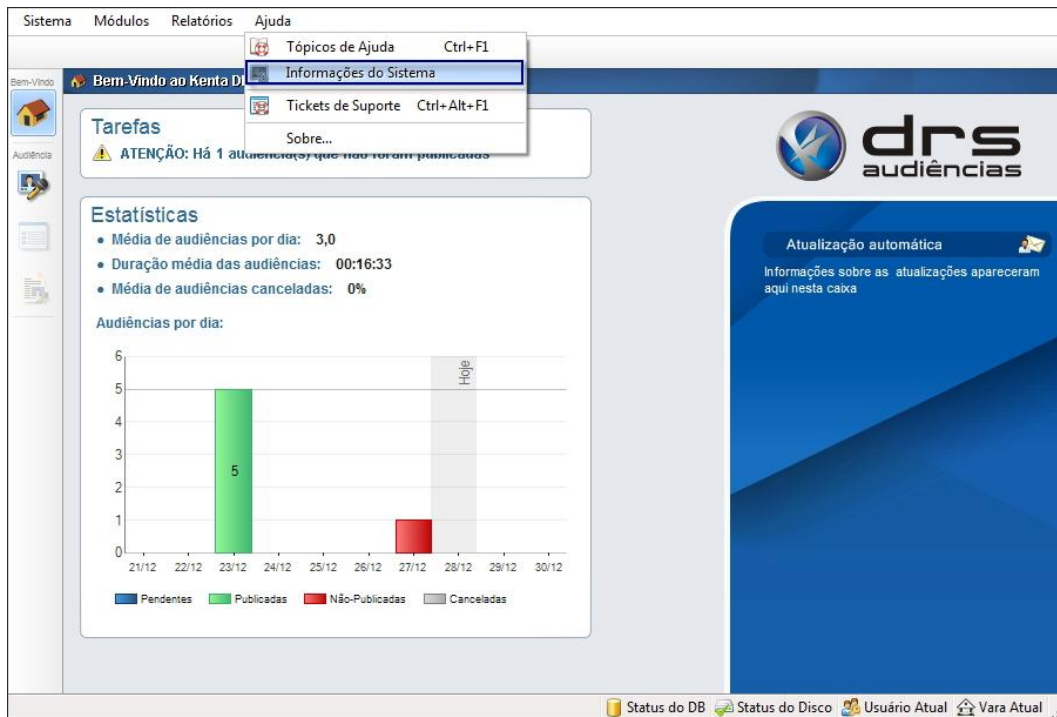 Sistema Módulos Relatórios Ajuda
Tópicos de Ajuda Ctrl+F1
Informações do Sistema
Tickets de Suporte Ctrl+Alt+F1
Sobre...
Bem-Vindo
Bem-Vindo ao Kenta
Audiência
Tarefas
ATENÇÃO: Há 1 audiência(s) que não foram publicadas
Estatísticas
• Média de audiências por dia: 3,0
• Duração média das audiências: 00:16:33
• Média de audiências canceladas: 0%
Audiências por dia:
6
5
4
3
2
1
0
5
Hoje
21/12 22/12 23/12 24/12 25/12 26/12 27/12 28/12 29/12 30/12
Pendentes Publicadas Não-Publicadas Canceladas
drs
audiências
Atualização automática
Informações sobre as atualizações apareceram
aqui nesta caixa
Status do DB Status do Disco Usuário Atual Vara Atual